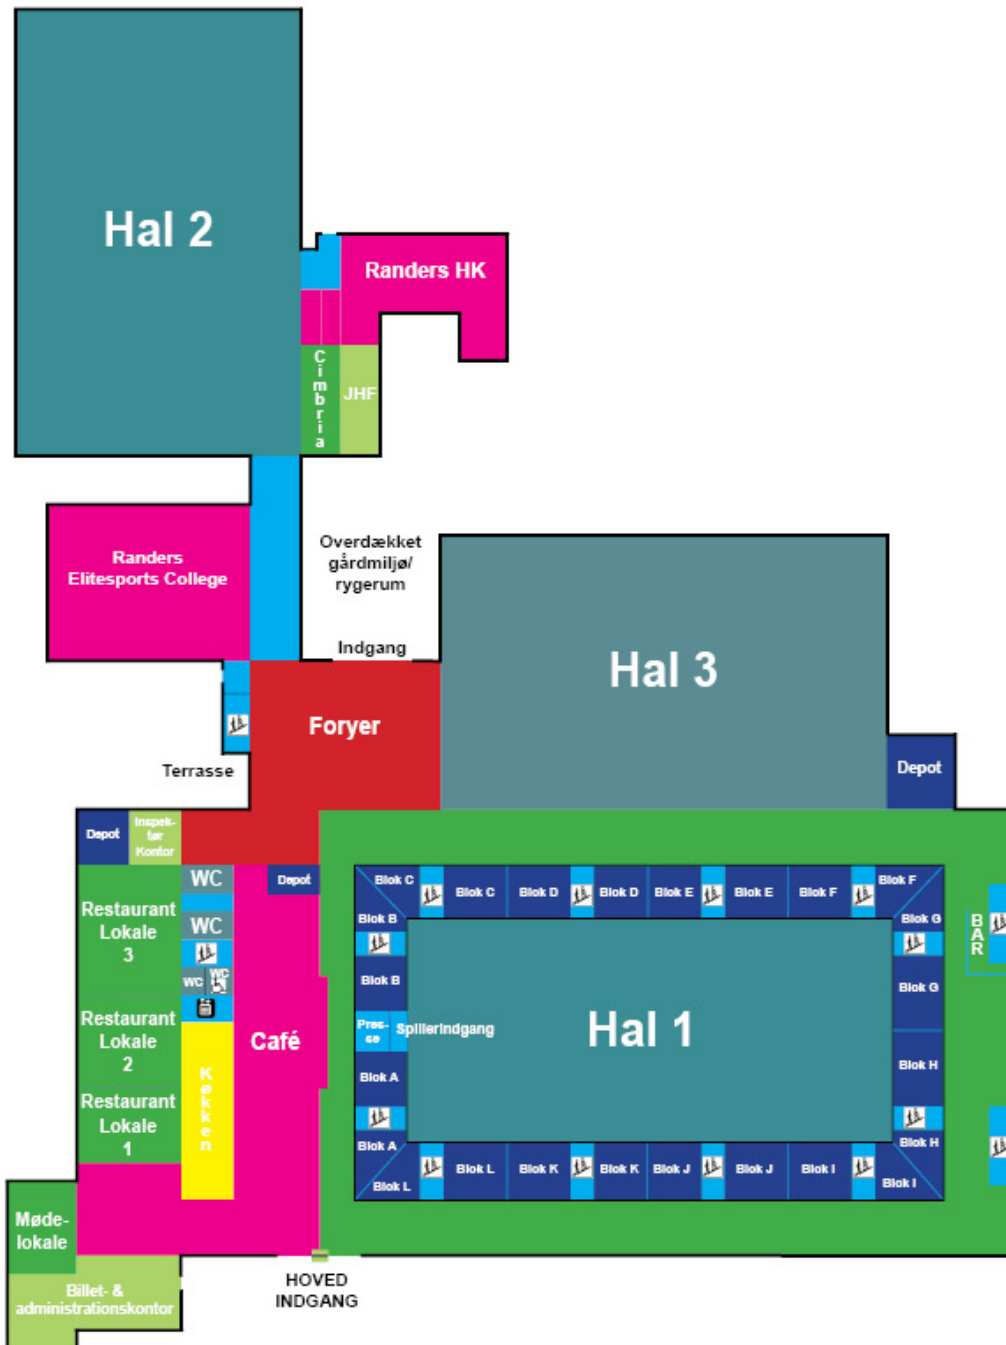 Hal 2
Randers HK
Cimbria
JHF
Randers
Elitesports College
Overdækket
gårdmiljø/
rygerum
Indgang
Hal 3
Foryer
Terrasse
Depot
Depot
Inspek-
tør
Kontor
WC
Depot
Restaurant
Lokale
3
WC
WC
WC
Restaurant
Lokale
2
Køkken
Café
Restaurant
Lokale
1
Blok C
Blok C
Blok D
Blok D
Blok E
Blok E
Blok F
Blok F
Blok B
Blok G
BAR
Blok B
Blok G
Pres-
se
Spillerindgang
Hal 1
Blok A
Blok H
Blok A
Blok H
Blok L
Blok L
Blok K
Blok K
Blok J
Blok J
Blok I
Blok I
Møde-
lokale
Billet- &
administrationskontor
HOVED
INDGANG